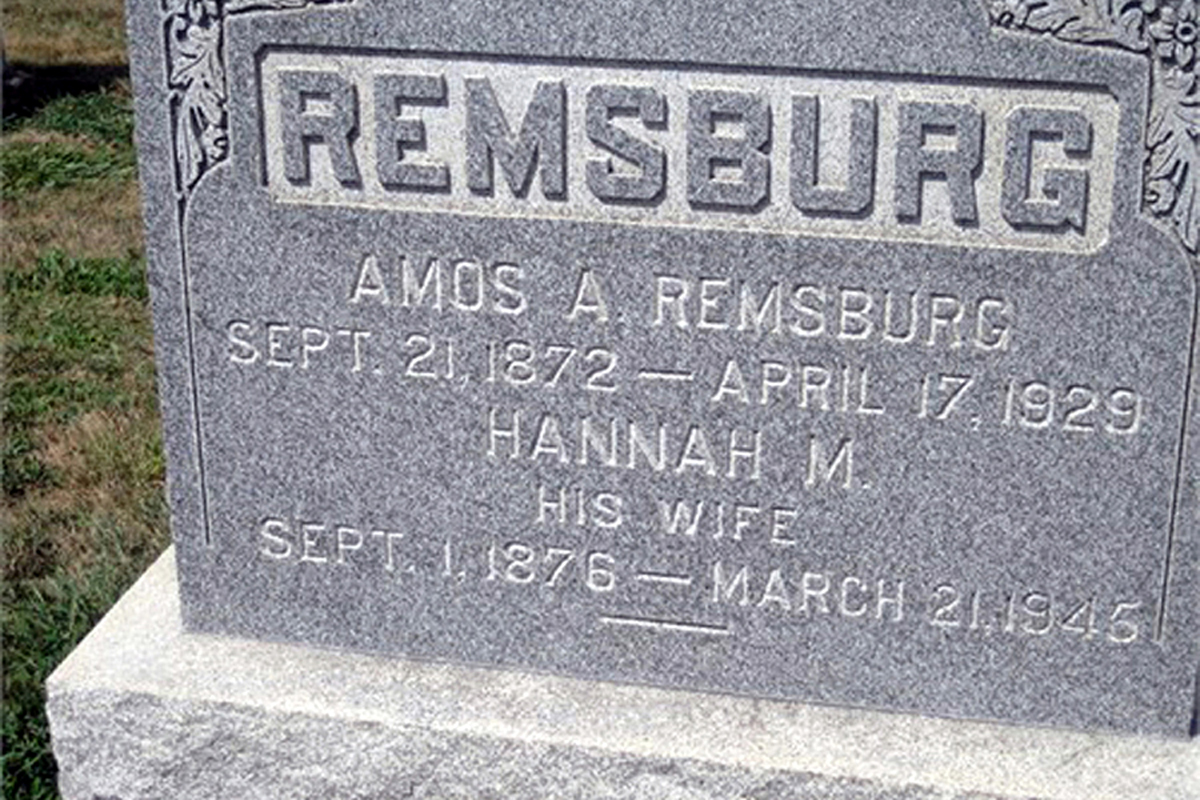 REMSBURG
AMOS A. REMSBURG
SEPT. 21, 1872 — APRIL 17, 1929
HANNAH M.
HIS WIFE
SEPT. 1, 1876 — MARCH 21, 1945